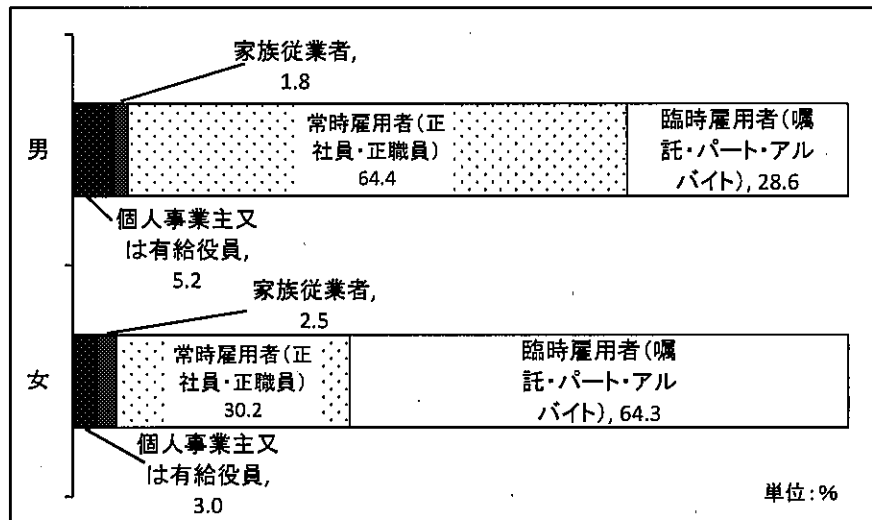 家族従業者,
1.8
男
常時雇用者(正
社員・正職員)
64.4
臨時雇用者(嘱
託・パート・アル
バイト), 28.6
個人事業主又
は有給役員,
5.2
家族従業者,
2.5
女
常時雇用者(正
社員・正職員)
30.2
臨時雇用者(嘱
託・パート・アル
バイト), 64.3
個人事業主又
は有給役員,
3.0
単位:%